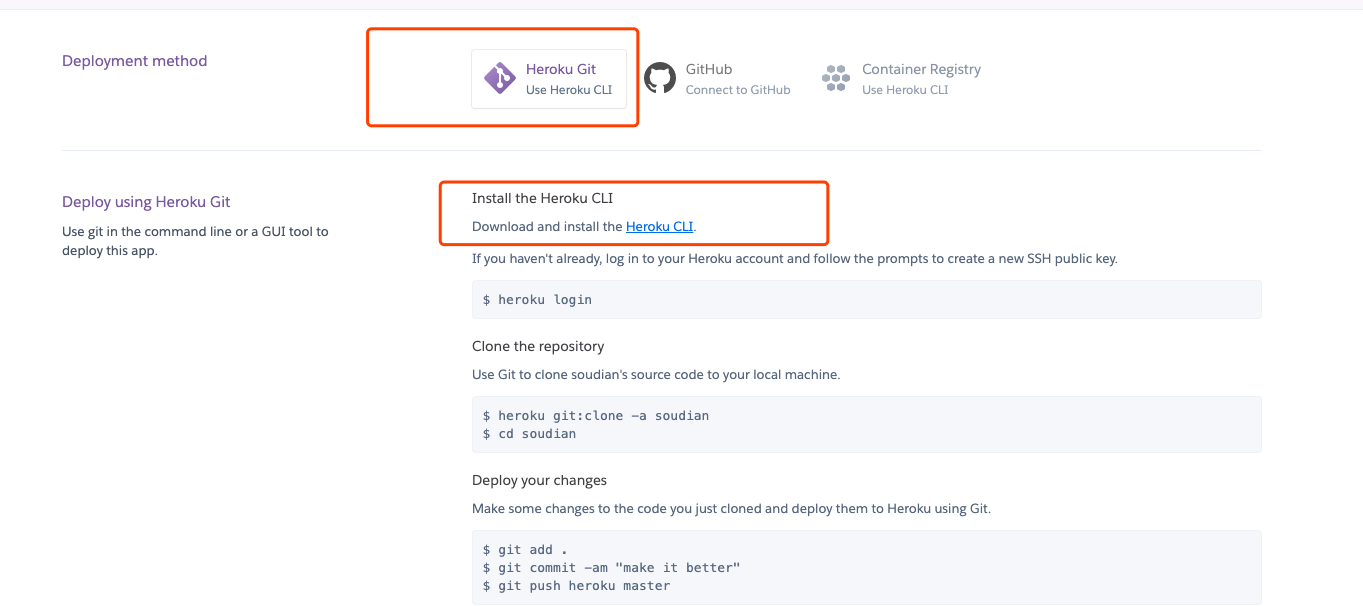 Deployment method
Heroku Git
Use Heroku CLI
GitHub
Connect to GitHub
Container Registry
Use Heroku CLI
Deploy using Heroku Git
Use git in the command line or a GUI tool to
deploy this app.
Install the Heroku CLI
Download and install the Heroku CLI.
If you haven't already, log in to your Heroku account and follow the prompts to create a new SSH public key.
$ heroku login
Clone the repository
Use Git to clone soudian's source code to your local machine.
$ heroku git:clone -a soudian
$ cd soudian
Deploy your changes
Make some changes to the code you just cloned and deploy them to Heroku using Git.
$ git add .
$ git commit -am "make it better"
$ git push heroku master